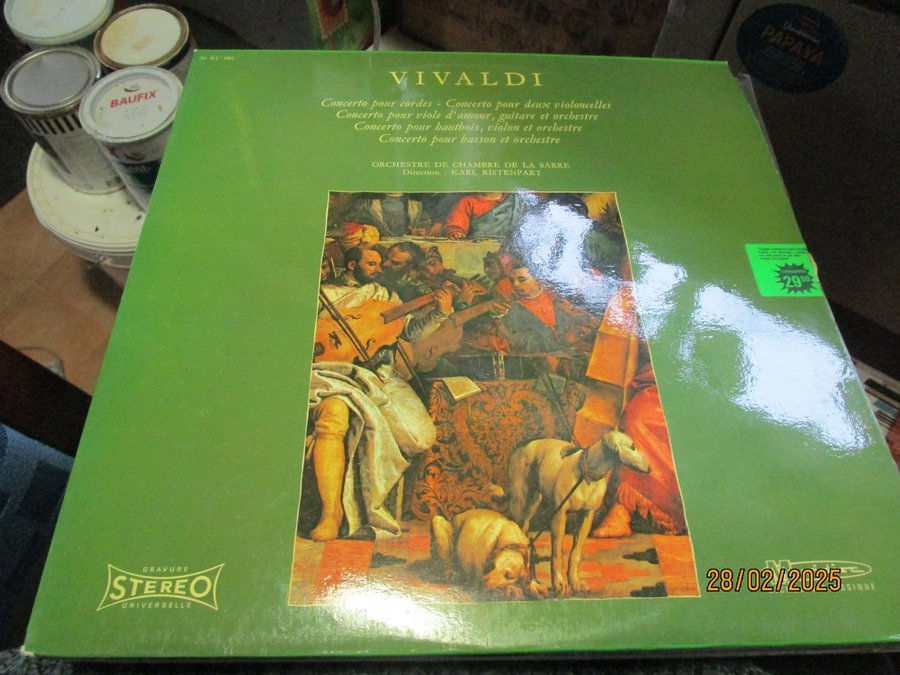 VIVALDI
Concerto pour cordes - Concerto pour deux violoncelles
Concerto pour viole d'amour, guitare et orchestre
Concerto pour hautbois, violon et orchestre
Concerto pour basson et orchestre
ORCHESTRE DE CHAMBRE DE LA SARRE
Direction : KARL RISTENPART
BAUFIX
PAPAYA
29⁵⁰
GRAVURE
STEREO
UNIVERSELLE
28/02/2025